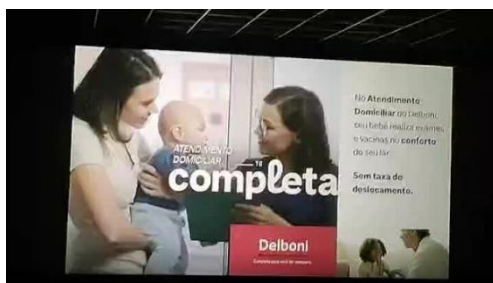 ATENDIMENTO
DOMICILIAR
TE
completa
No Atendimento
Domiciliar do Delboni,
seu bebê realiza exames
e vacinas no conforto
do seu lar.
Sem taxa de
deslocamento.
Delboni